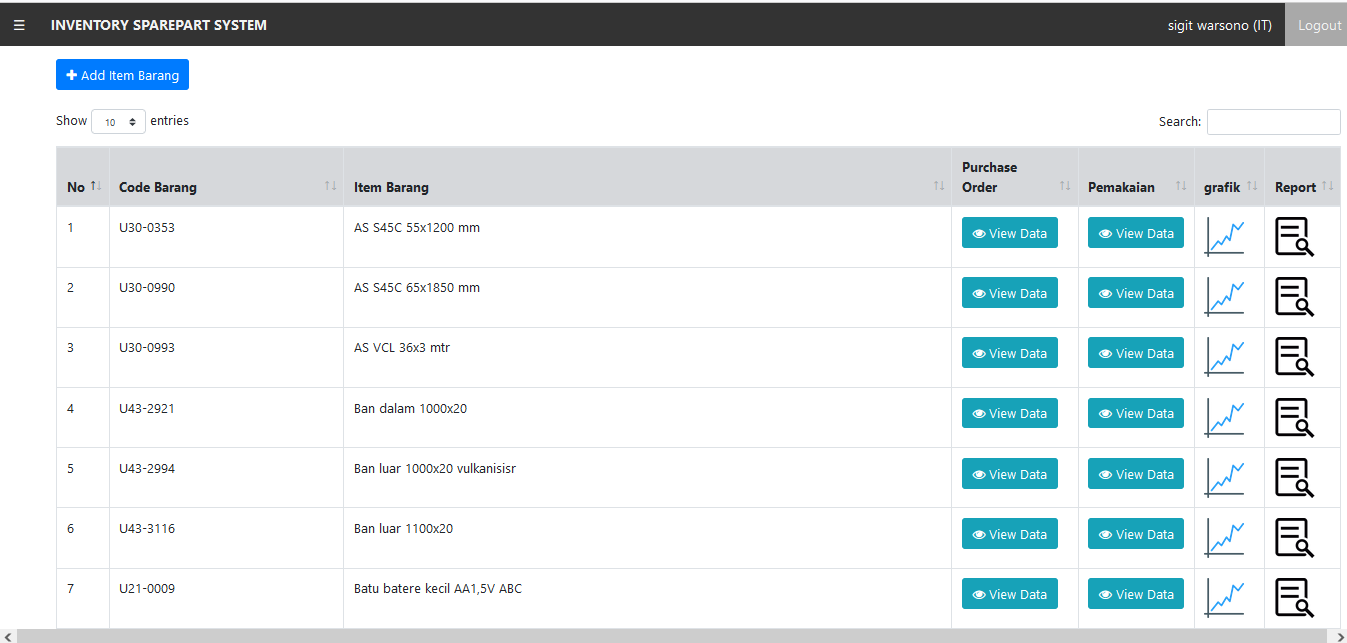 ☰ INVENTORY SPAREPART SYSTEM sigit warsono (IT) Logout
+ Add Item Barang
Show 10 entries Search:
No Code Barang Item Barang Purchase Order Pemakaian grafik Report
1 U30-0353 AS S45C 55x1200 mm View Data View Data
2 U30-0990 AS S45C 65x1850 mm View Data View Data
3 U30-0993 AS VCL 36x3 mtr View Data View Data
4 U43-2921 Ban dalam 1000x20 View Data View Data
5 U43-2994 Ban luar 1000x20 vulkanisisr View Data View Data
6 U43-3116 Ban luar 1100x20 View Data View Data
7 U21-0009 Batu batere kecil AA1,5V ABC View Data View Data